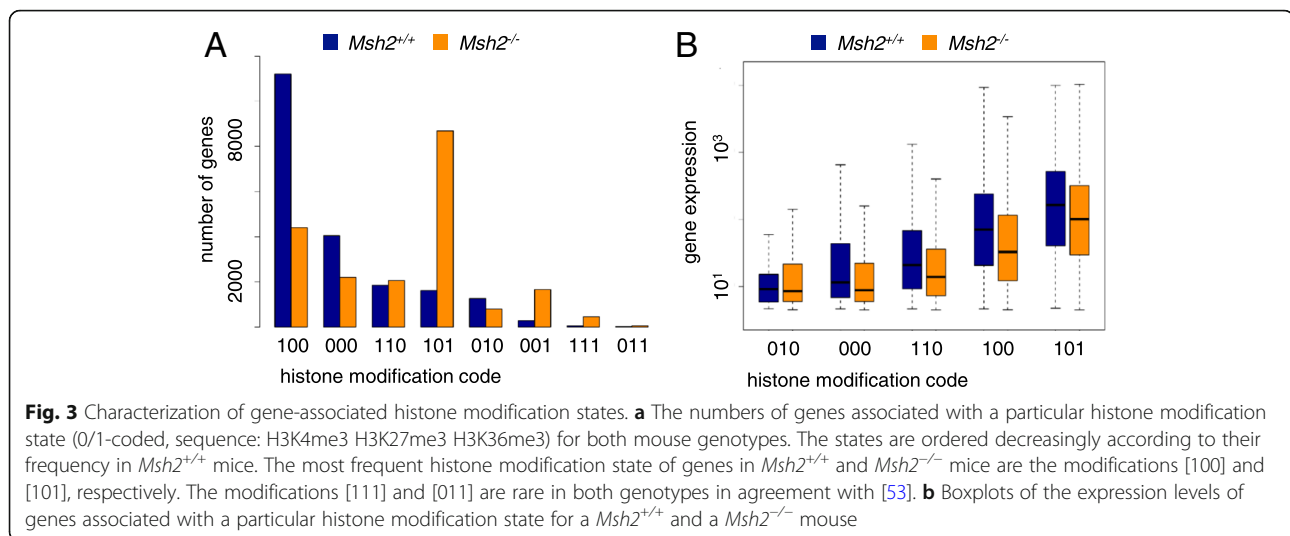 A
Msh2+/+ Msh2-/-
number of genes
8000
2000
100 000 110 101 010 001 111 011
histone modification code
B
Msh2+/+ Msh2-/-
gene expression
10³
10¹
010 000 110 100 101
histone modification code
Fig. 3 Characterization of gene-associated histone modification states. a The numbers of genes associated with a particular histone modification
state (0/1-coded, sequence: H3K4me3 H3K27me3 H3K36me3) for both mouse genotypes. The states are ordered decreasingly according to their
frequency in Msh2+/+ mice. The most frequent histone modification state of genes in Msh2+/+ and Msh2−/− mice are the modifications [100] and
[101], respectively. The modifications [111] and [011] are rare in both genotypes in agreement with [53]. b Boxplots of the expression levels of
genes associated with a particular histone modification state for a Msh2+/+ and a Msh2−/− mouse